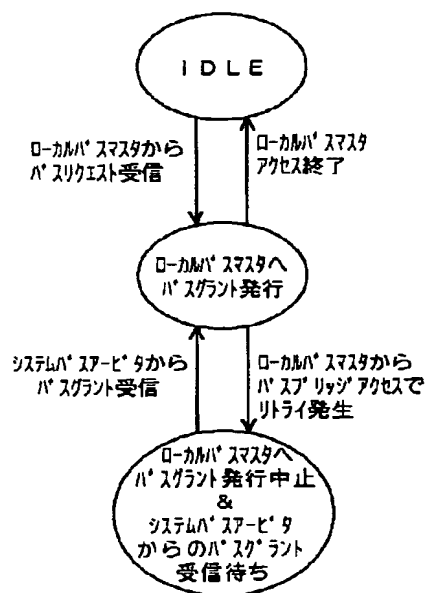 IDLE
ローカルバスマスタから
バスリクエスト受信
ローカルバスマスタ
アクセス終了
ローカルバスマスタへ
バスグラント発行
システムバスアービタから
バスグラント受信
ローカルバスマスタから
バスブリッジアクセスで
リトライ発生
ローカルバスマスタへ
バスグラント発行中止
&
システムバスアービタ
からのバスグラント
受信待ち